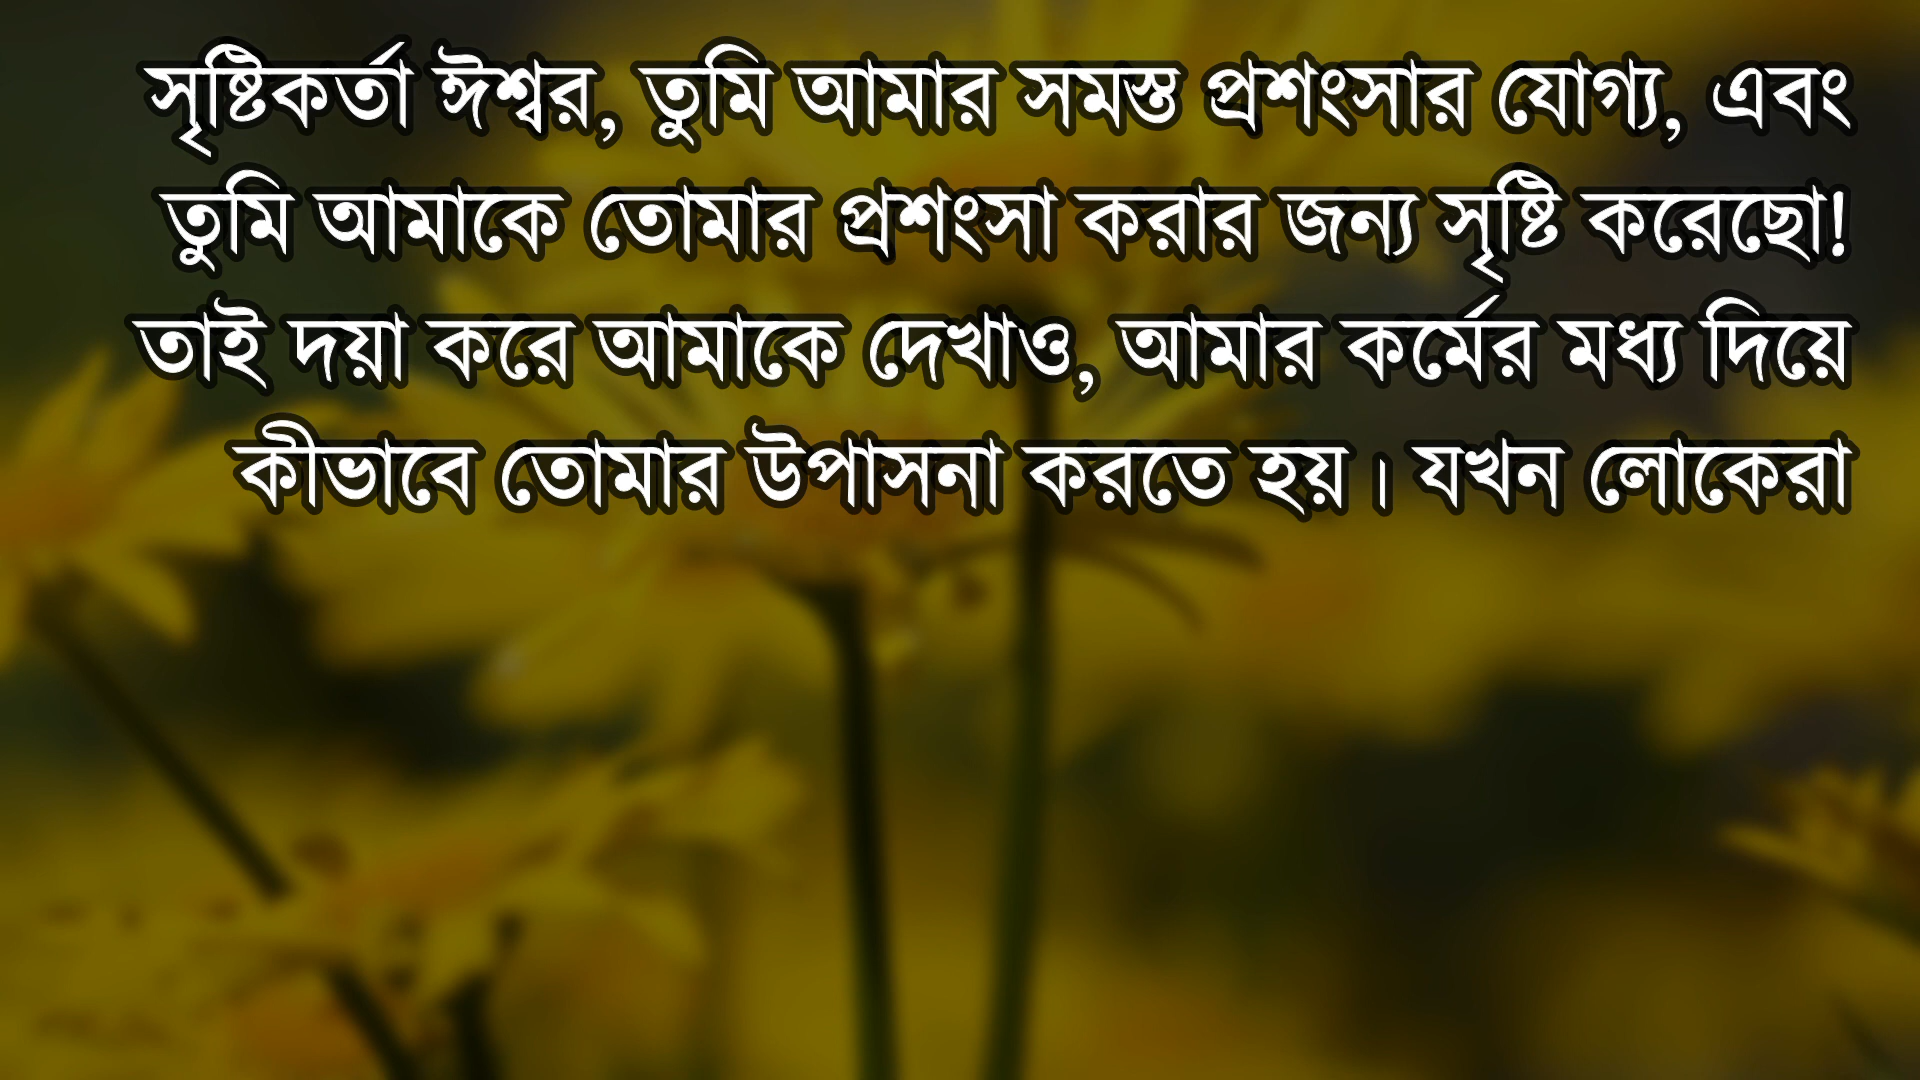 সৃষ্টিকর্তা ঈশ্বর, তুমি আমার সমস্ত প্রশংসার যোগ্য, এবং
তুমি আমাকে তোমার প্রশংসা করার জন্য সৃষ্টি করেছো!
তাই দয়া করে আমাকে দেখাও, আমার কর্মের মধ্য দিয়ে
কীভাবে তোমার উপাসনা করতে হয়। যখন লোকেরা